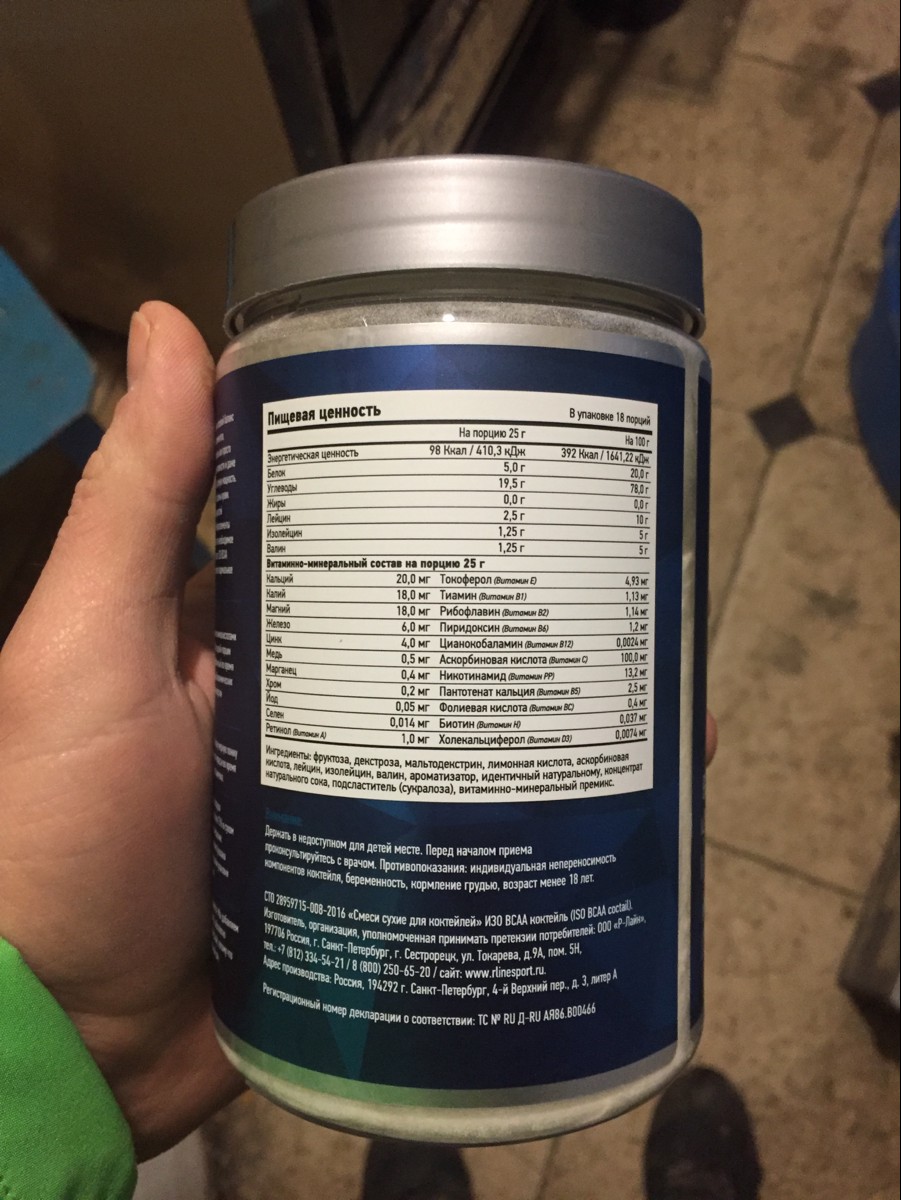 Пищевая ценность
В упаковке 18 порций
На порцию 25 г На 100 г
Энергетическая ценность 98 Ккал / 410,3 кДж 392 Ккал / 1641,22 кДж
Белок 5,0 г 20,0 г
Углеводы 19,5 г 78,0 г
Жиры 0,0 г 0,0 г
Лейцин 2,5 г 10 г
Изолейцин 1,25 г 5 г
Валин 1,25 г 5 г
Витаминно-минеральный состав на порцию 25 г
Кальций 20,0 мг Токоферол (Витамин Е) 4,93 мг
Калий 18,0 мг Тиамин (Витамин В1) 1,13 мг
Магний 18,0 мг Рибофлавин (Витамин В2) 1,14 мг
Железо 6,0 мг Пиридоксин (Витамин В6) 1,2 мг
Цинк 4,0 мг Цианокобаламин (Витамин В12) 0,0024 мг
Медь 0,5 мг Аскорбиновая кислота (Витамин С) 100,0 мг
Марганец 0,4 мг Никотинамид (Витамин РР) 13,2 мг
Хром 0,2 мг Пантотенат кальция (Витамин В5) 2,5 мг
Йод 0,05 мг Фолиевая кислота (Витамин ВС) 0,4 мг
Селен 0,014 мг Биотин (Витамин Н) 0,037 мг
Ретинол (Витамин А) 1,0 мг Холекальциферол (Витамин D3) 0,0074 мг
Ингредиенты: фруктоза, декстроза, мальтодекстрин, лимонная кислота, аскорбиновая
кислота, лейцин, изолейцин, валин, ароматизатор, идентичный натуральному, концентрат
натурального сока, подсластитель (сукралоза), витаминно-минеральный премикс.
Держать в недоступном для детей месте. Перед началом приема
проконсультируйтесь с врачом. Противопоказания: индивидуальная непереносимость
компонентов коктейля, беременность, кормление грудью, возраст менее 18 лет.
СТО 28959715-008-2016 «Смеси сухие для коктейлей» ИЗО ВСАА коктейль (ISO BCAA coctail).
Изготовитель, организация, уполномоченная принимать претензии потребителей: ООО «Р-Лайн»,
197706 Россия, г. Санкт-Петербург, г. Сестрорецк, ул. Токарева, д.9А, пом. 5Н,
тел.: +7 (812) 334-54-21 / 8 (800) 250-65-20 / сайт: www.rlinesport.ru.
Адрес производства: Россия, 194292 г. Санкт-Петербург, 4-й Верхний пер., д. 3, литер А
Регистрационный номер декларации о соответствии: ТС № RU Д-RU АЯ86.В00466